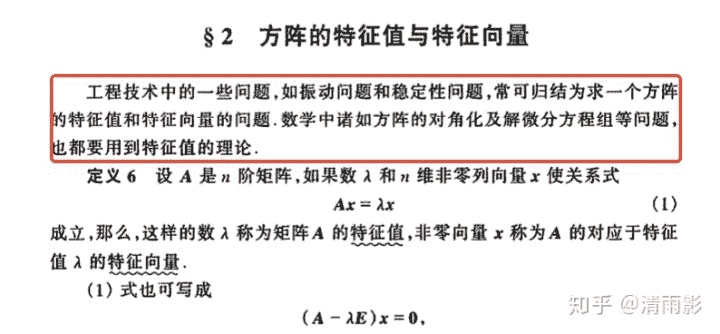 §2 方阵的特征值与特征向量
工程技术中的一些问题,如振动问题和稳定性问题,常可归结为求一个方阵
的特征值和特征向量的问题.数学中诸如方阵的对角化及解微分方程组等问题,
也都要用到特征值的理论.
定义6 设 A 是 n 阶矩阵,如果数 λ 和 n 维非零列向量 x 使关系式
Ax = λx (1)
成立,那么,这样的数 λ 称为矩阵 A 的特征值,非零向量 x 称为 A 的对应于特征
值 λ 的特征向量.
(1) 式也可写成
(A − λE)x = 0,
知乎 @清雨影